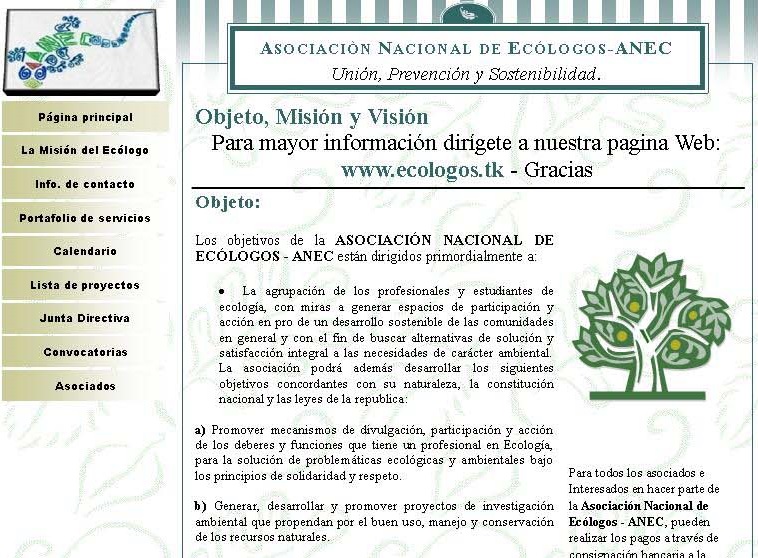 ANEC
ASOCIACIÓN NACIONAL DE ECÓLOGOS-ANEC
Unión, Prevención y Sostenibilidad.
Página principal
La Misión del Ecólogo
Info. de contacto
Portafolio de servicios
Calendario
Lista de proyectos
Junta Directiva
Convocatorias
Asociados
Objeto, Misión y Visión
Para mayor información dirígete a nuestra pagina Web:
www.ecologos.tk - Gracias
Objeto:
Los objetivos de la ASOCIACIÓN NACIONAL DE
ECÓLOGOS - ANEC están dirigidos primordialmente a:
• La agrupación de los profesionales y estudiantes de
ecología, con miras a generar espacios de participación y
acción en pro de un desarrollo sostenible de las comunidades
en general y con el fin de buscar alternativas de solución y
satisfacción integral a las necesidades de carácter ambiental.
La asociación podrá además desarrollar los siguientes
objetivos concordantes con su naturaleza, la constitución
nacional y las leyes de la republica:
a) Promover mecanismos de divulgación, participación y acción
de los deberes y funciones que tiene un profesional en Ecología,
para la solución de problemáticas ecológicas y ambientales bajo
los principios de solidaridad y respeto.
b) Generar, desarrollar y promover proyectos de investigación
ambiental que propendan por el buen uso, manejo y conservación
de los recursos naturales.
Para todos los asociados e
Interesados en hacer parte de
la Asociación Nacional de
Ecólogos - ANEC, pueden
realizar los pagos a través de
consignación bancaria a la